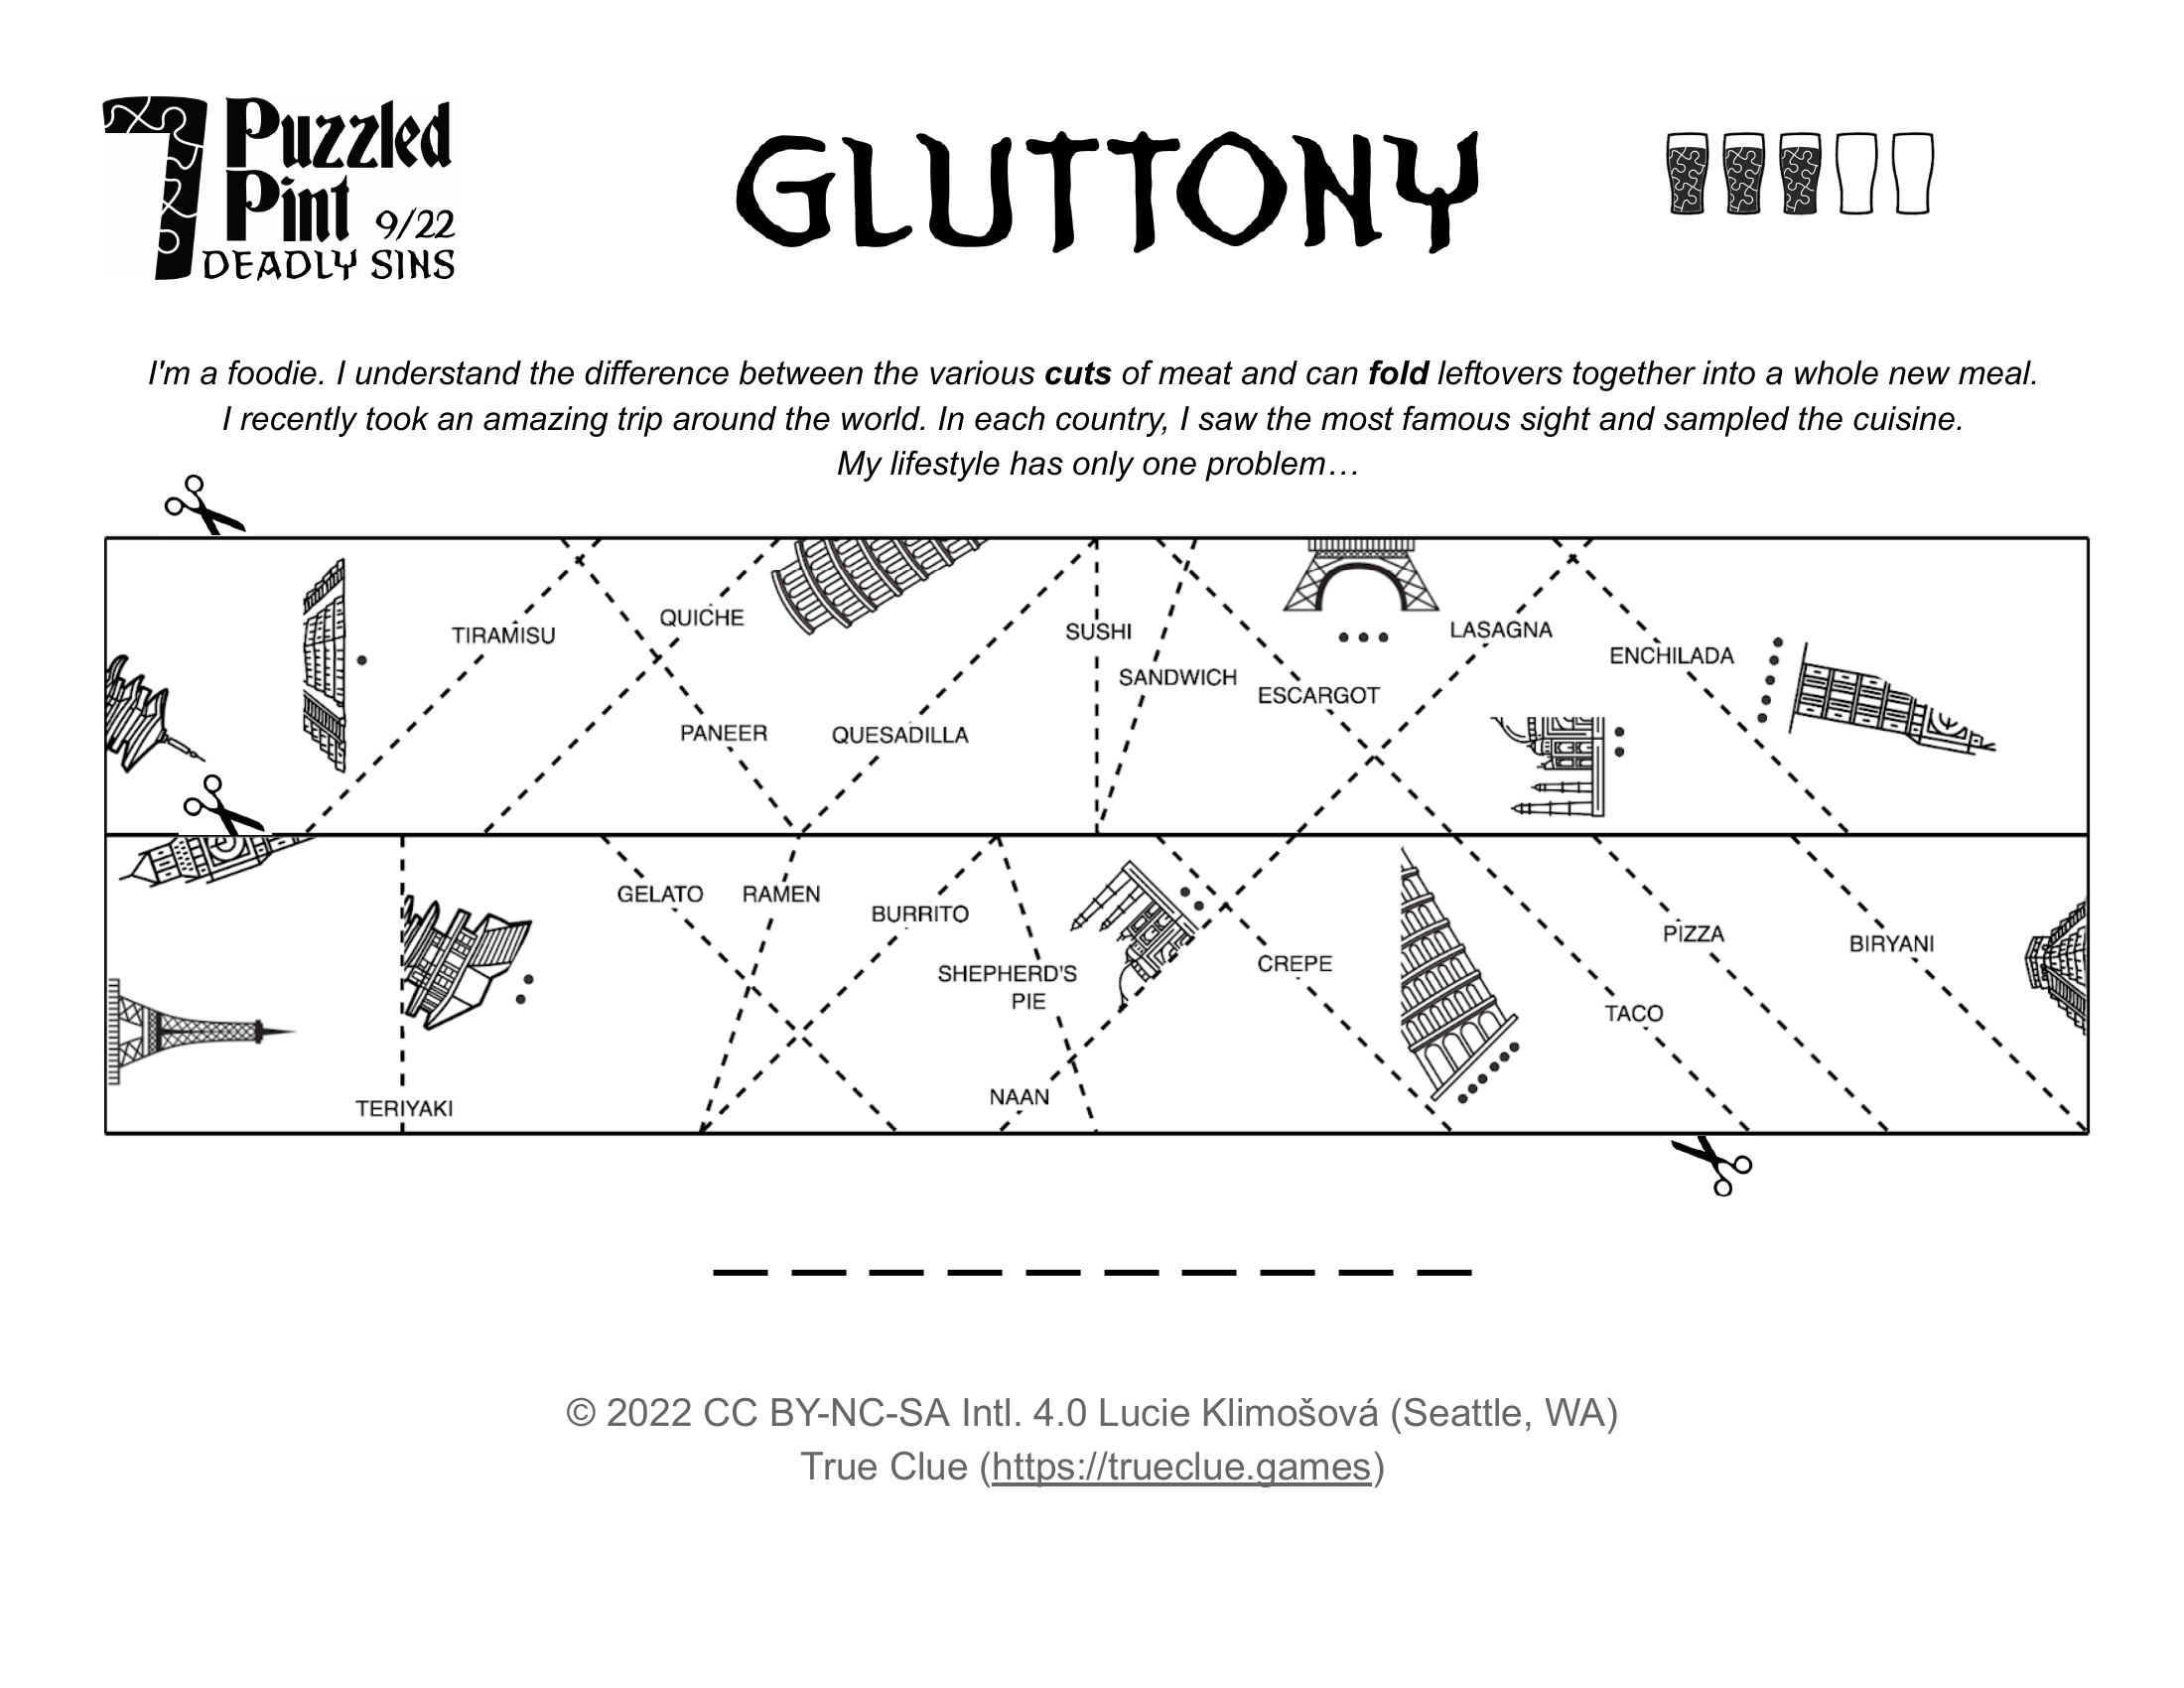 Puzzled
Pint 9/22
DEADLY SINS
GLUTTONY
I'm a foodie. I understand the difference between the various cuts of meat and can fold leftovers together into a whole new meal.
I recently took an amazing trip around the world. In each country, I saw the most famous sight and sampled the cuisine.
My lifestyle has only one problem…
QUICHE
SUSHI
LASAGNA
TIRAMISU
ENCHILADA
SANDWICH
ESCARGOT
PANEER
QUESADILLA
GELATO
RAMEN
BURRITO
PIZZA
BIRYANI
CREPE
SHEPHERD'S
PIE
TACO
NAAN
TERIYAKI
© 2022 CC BY-NC-SA Intl. 4.0 Lucie Klimošová (Seattle, WA)
True Clue (https://trueclue.games)